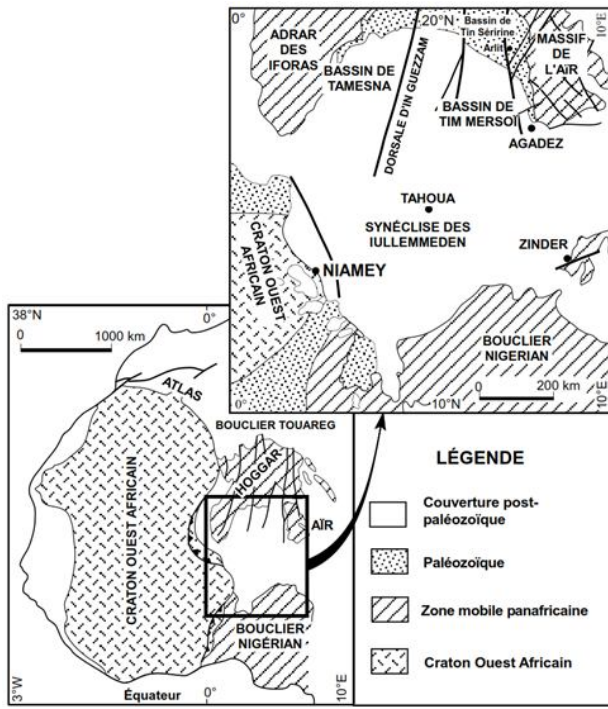 0°
20°N
10°E
ADRAR
DES
IFORAS
BASSIN DE
TAMESNA
DORSALE D'IN GUEZZAM
Bassin de
Tin Séririne
Arlit
MASSIF
DE
L'AÏR
BASSIN DE
TIM MERSOÏ
AGADEZ
TAHOUA
SYNÉCLISE DES
IULLEMMEDEN
ZINDER
CRATON OUEST
AFRICAIN
NIAMEY
BOUCLIER
NIGERIAN
0 200 km
0°
10°N
10°E
38°N
0°
0 1000 km
ATLAS
BOUCLIER TOUAREG
HOGGAR
AÏR
CRATON OUEST AFRICAIN
BOUCLIER
NIGÉRIAN
3°W
Équateur
0°
10°E
LÉGENDE
Couverture post-
paléozoïque
Paléozoïque
Zone mobile panafricaine
Craton Ouest Africain